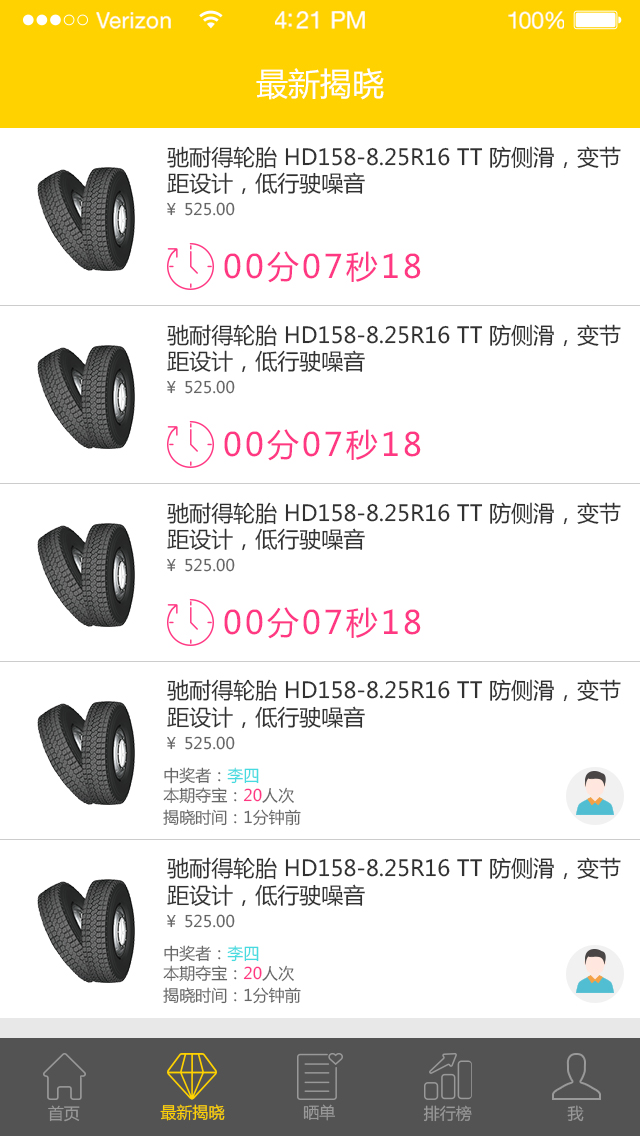 Verizon 4:21 PM 100%
最新揭晓
驰耐得轮胎 HD158-8.25R16 TT 防侧滑，变节
距设计，低行驶噪音
¥ 525.00
00分07秒18
驰耐得轮胎 HD158-8.25R16 TT 防侧滑，变节
距设计，低行驶噪音
¥ 525.00
00分07秒18
驰耐得轮胎 HD158-8.25R16 TT 防侧滑，变节
距设计，低行驶噪音
¥ 525.00
00分07秒18
驰耐得轮胎 HD158-8.25R16 TT 防侧滑，变节
距设计，低行驶噪音
¥ 525.00
中奖者：李四
本期夺宝：20人次
揭晓时间：1分钟前
驰耐得轮胎 HD158-8.25R16 TT 防侧滑，变节
距设计，低行驶噪音
¥ 525.00
中奖者：李四
本期夺宝：20人次
揭晓时间：1分钟前
首页 最新揭晓 晒单 排行榜 我